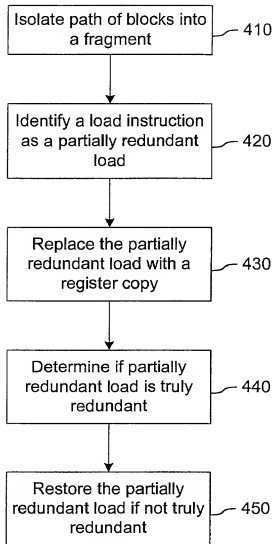 Isolate path of blocks into
a fragment
410
Identify a load instruction
as a partially redundant
load
420
Replace the partially
redundant load with a
register copy
430
Determine if partially
redundant load is truly
redundant
440
Restore the partially
redundant load if not truly
redundant
450